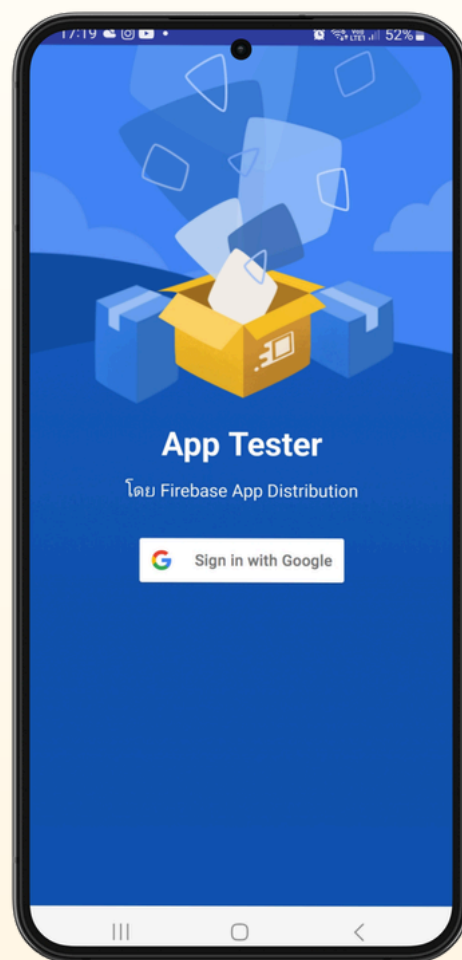 17:19 52%
App Tester
โดย Firebase App Distribution
Sign in with Google